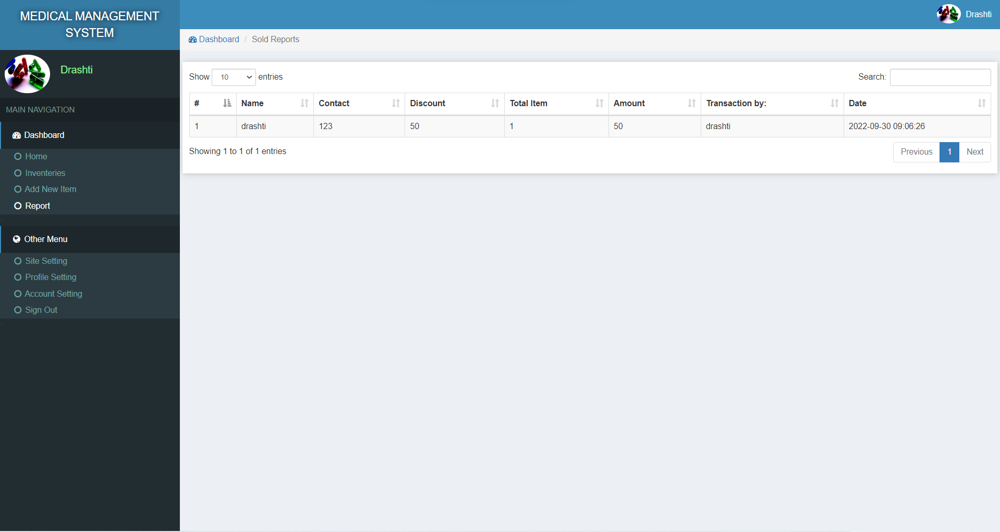 MEDICAL MANAGEMENT
SYSTEM
Drashti
Drashti
MAIN NAVIGATION
Dashboard
Home
Inventeries
Add New Item
Report
Other Menu
Site Setting
Profile Setting
Account Setting
Sign Out
Dashboard / Sold Reports
Show 10 entries Search:
# Name Contact Discount Total Item Amount Transaction by: Date
1 drashti 123 50 1 50 drashti 2022-09-30 09:06:26
Showing 1 to 1 of 1 entries Previous 1 Next